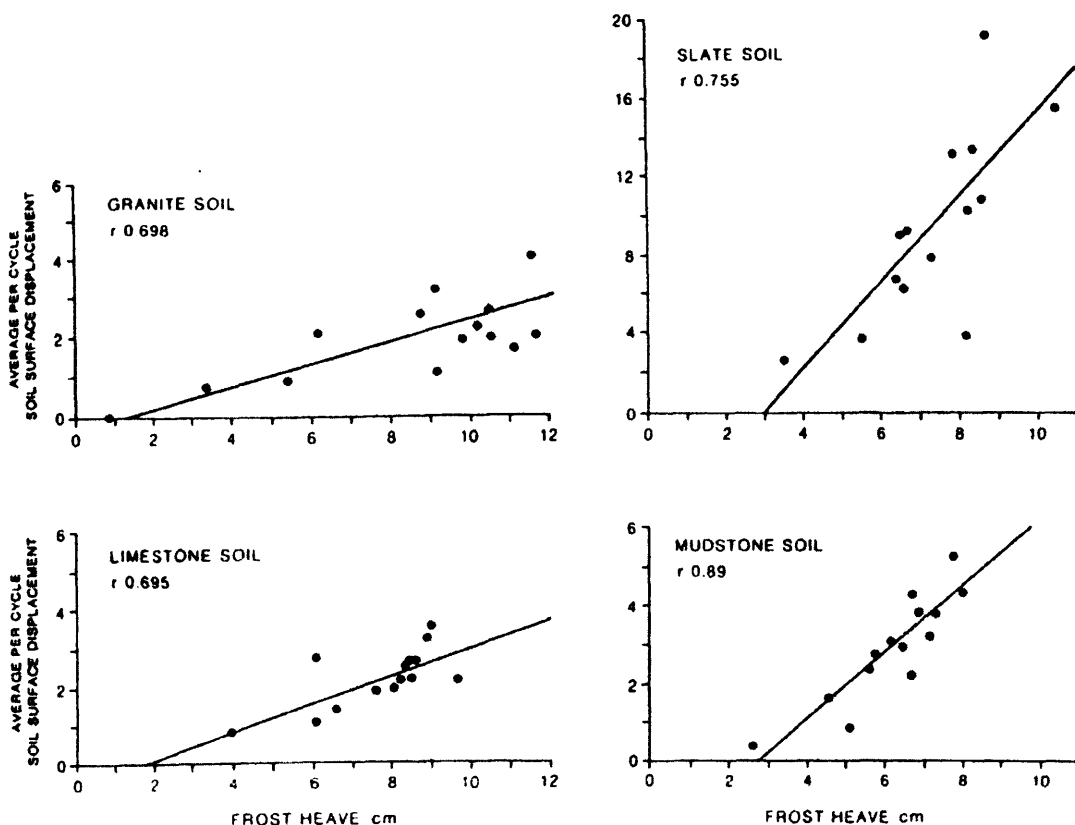 AVERAGE PER CYCLE
SOIL SURFACE DISPLACEMENT
GRANITE SOIL
r 0.698
6
4
2
0
0 2 4 6 8 10 12
SLATE SOIL
r 0.755
20
16
12
8
4
0
0 2 4 6 8 10
AVERAGE PER CYCLE
SOIL SURFACE DISPLACEMENT
LIMESTONE SOIL
r 0.695
6
4
2
0
0 2 4 6 8 10 12
FROST HEAVE cm
MUDSTONE SOIL
r 0.89
6
4
2
0
0 2 4 6 8 10
FROST HEAVE cm